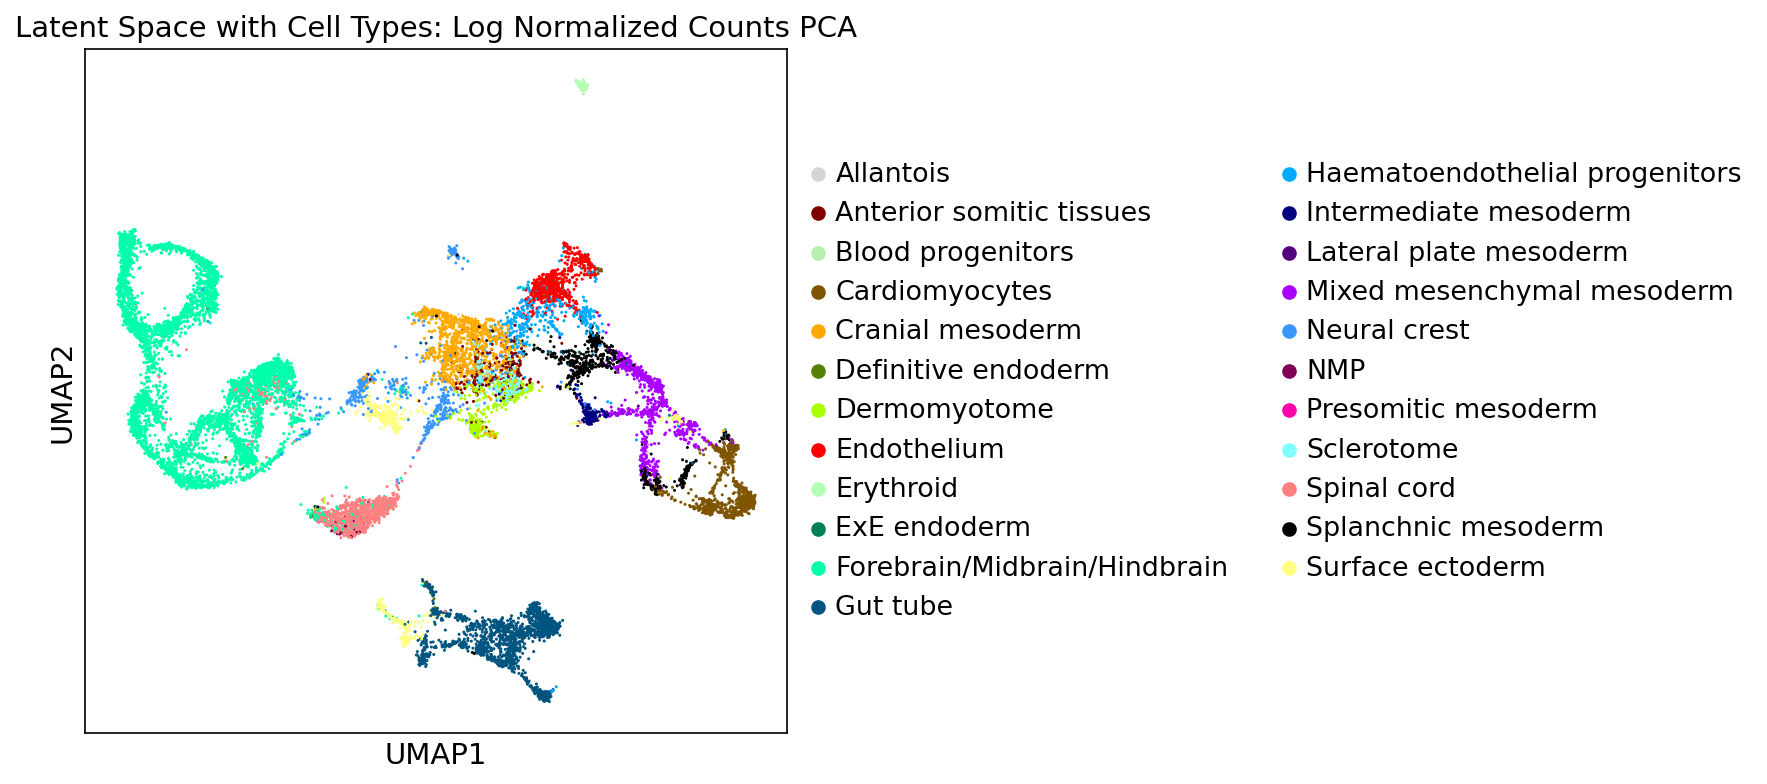 Latent Space with Cell Types: Log Normalized Counts PCA
UMAP2
UMAP1
Allantois
Anterior somitic tissues
Blood progenitors
Cardiomyocytes
Cranial mesoderm
Definitive endoderm
Dermomyotome
Endothelium
Erythroid
ExE endoderm
Forebrain/Midbrain/Hindbrain
Gut tube
Haematoendothelial progenitors
Intermediate mesoderm
Lateral plate mesoderm
Mixed mesenchymal mesoderm
Neural crest
NMP
Presomitic mesoderm
Sclerotome
Spinal cord
Splanchnic mesoderm
Surface ectoderm